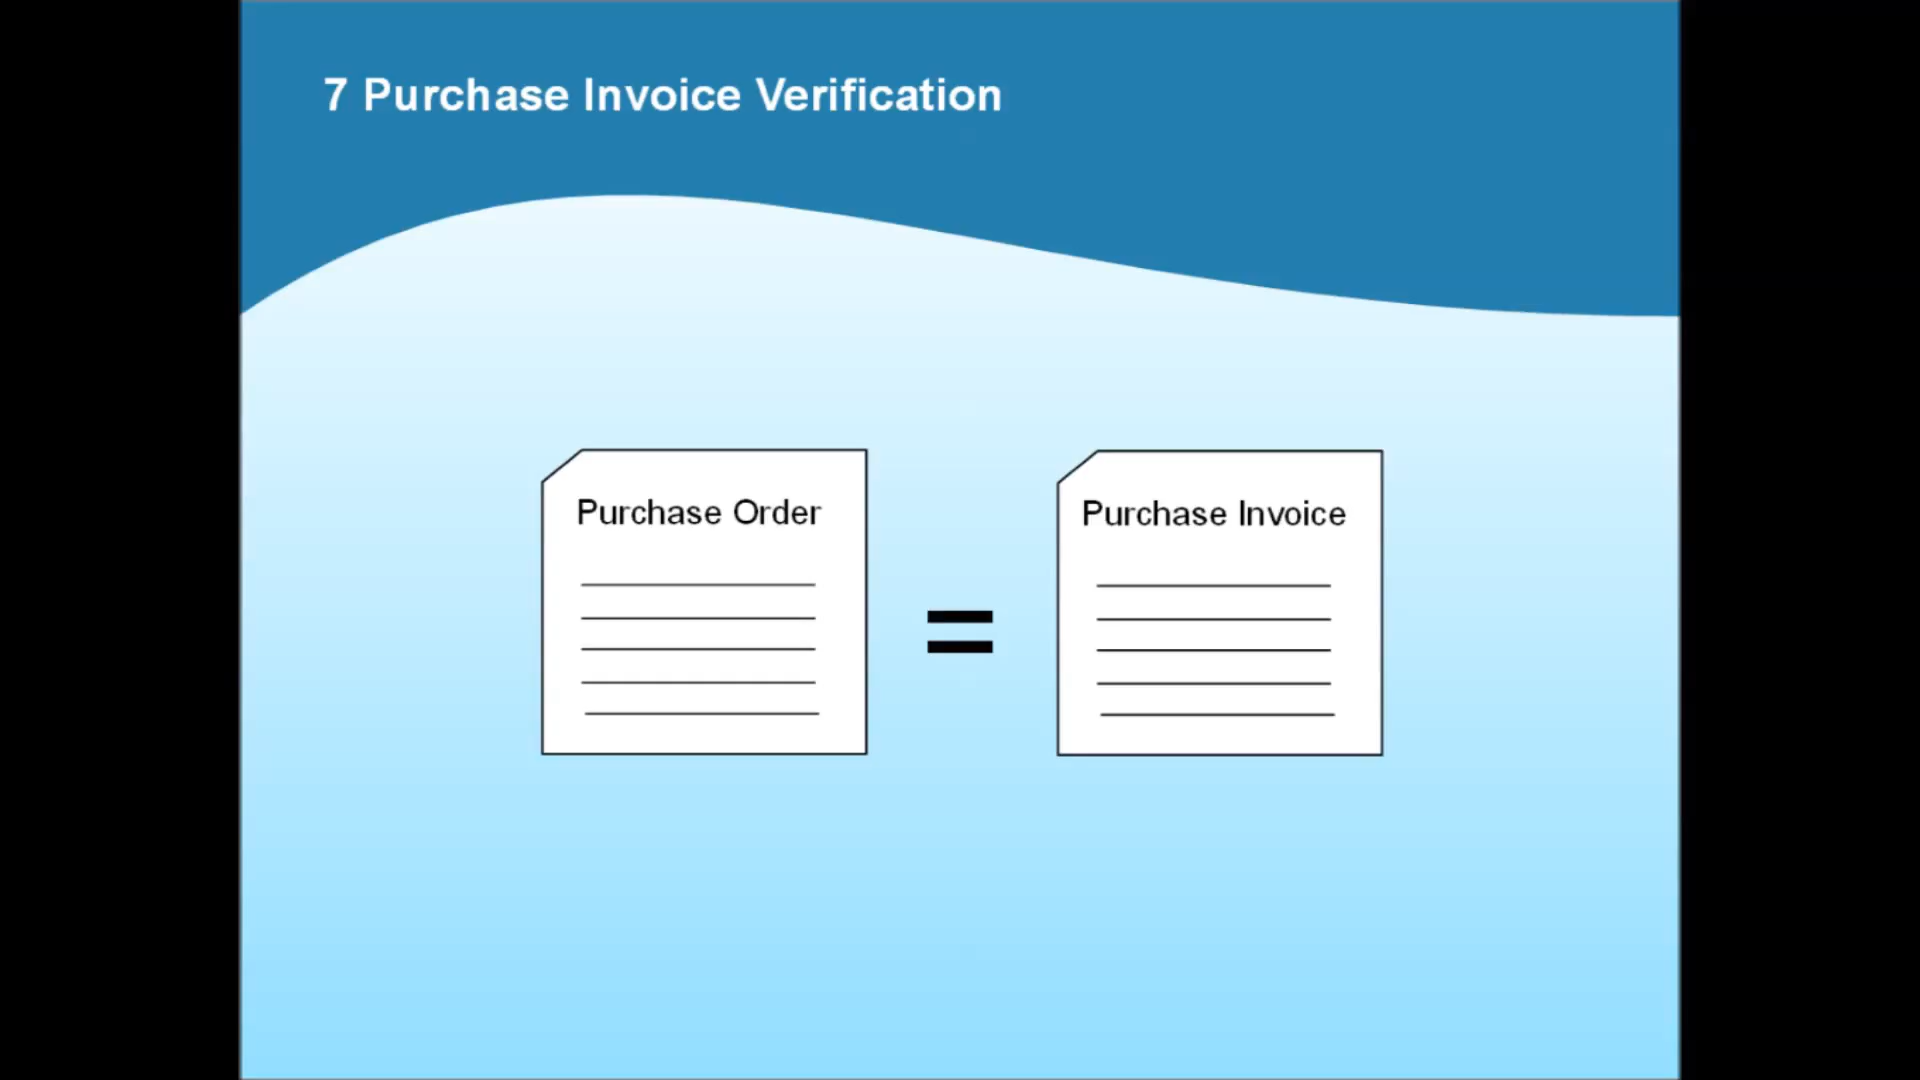 7 Purchase Invoice Verification
Purchase Order
=
Purchase Invoice